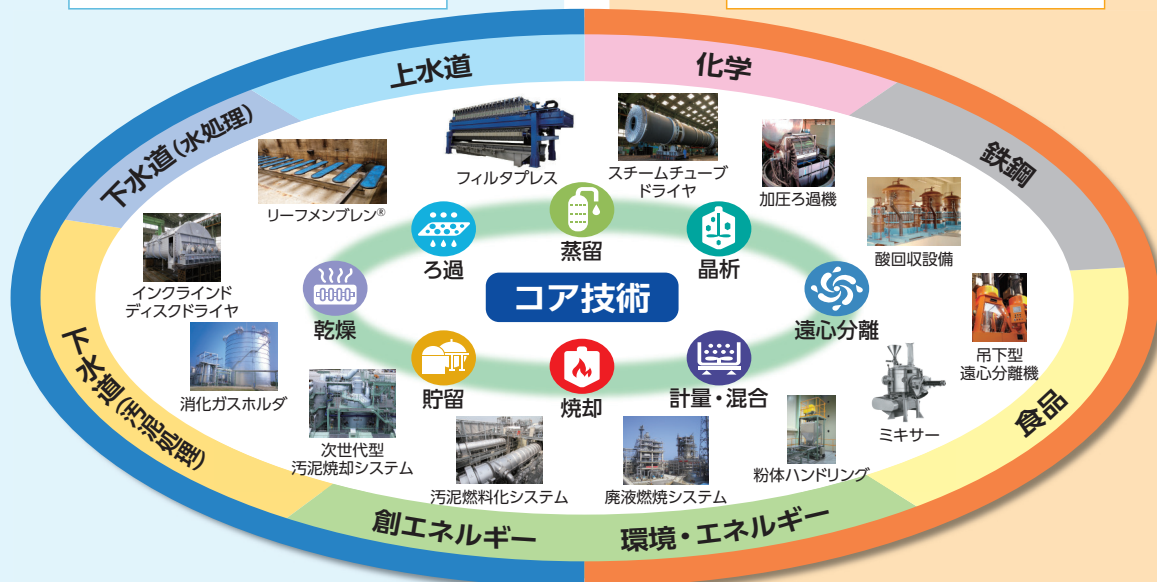 上水道
化学
下水道(水処理)
鉄鋼
フィルタプレス
スチームチューブ
ドライヤ
加圧ろ過機
リーフメンブレン®
酸回収設備
ろ過
蒸留
晶析
インクラインド
ディスクドライヤ
コア技術
乾燥
遠心分離
吊下型
遠心分離機
消化ガスホルダ
貯留
焼却
計量・混合
下水道(汚泥処理)
食品
ミキサー
次世代型
汚泥焼却システム
粉体ハンドリング
汚泥燃料化システム
廃液燃焼システム
創エネルギー
環境・エネルギー